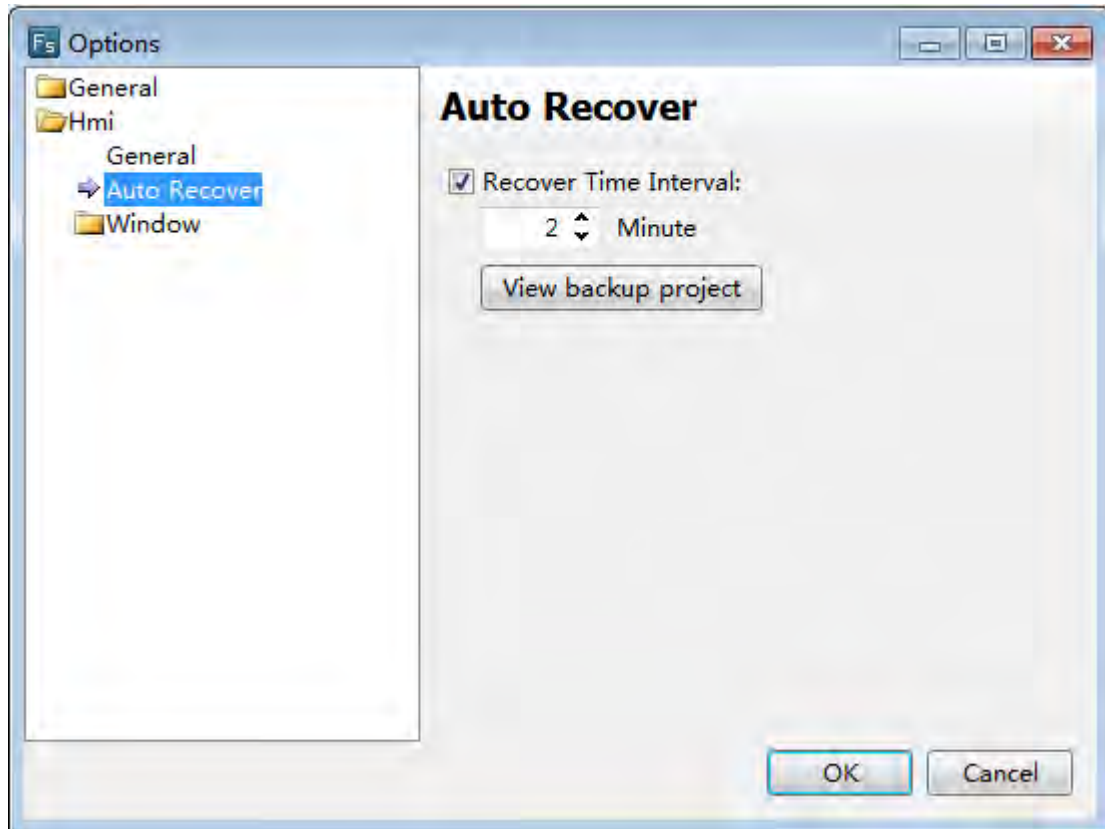 Fs Options
General
Hmi
General
Auto Recover
Window
Auto Recover
Recover Time Interval:
2 Minute
View backup project
OK Cancel